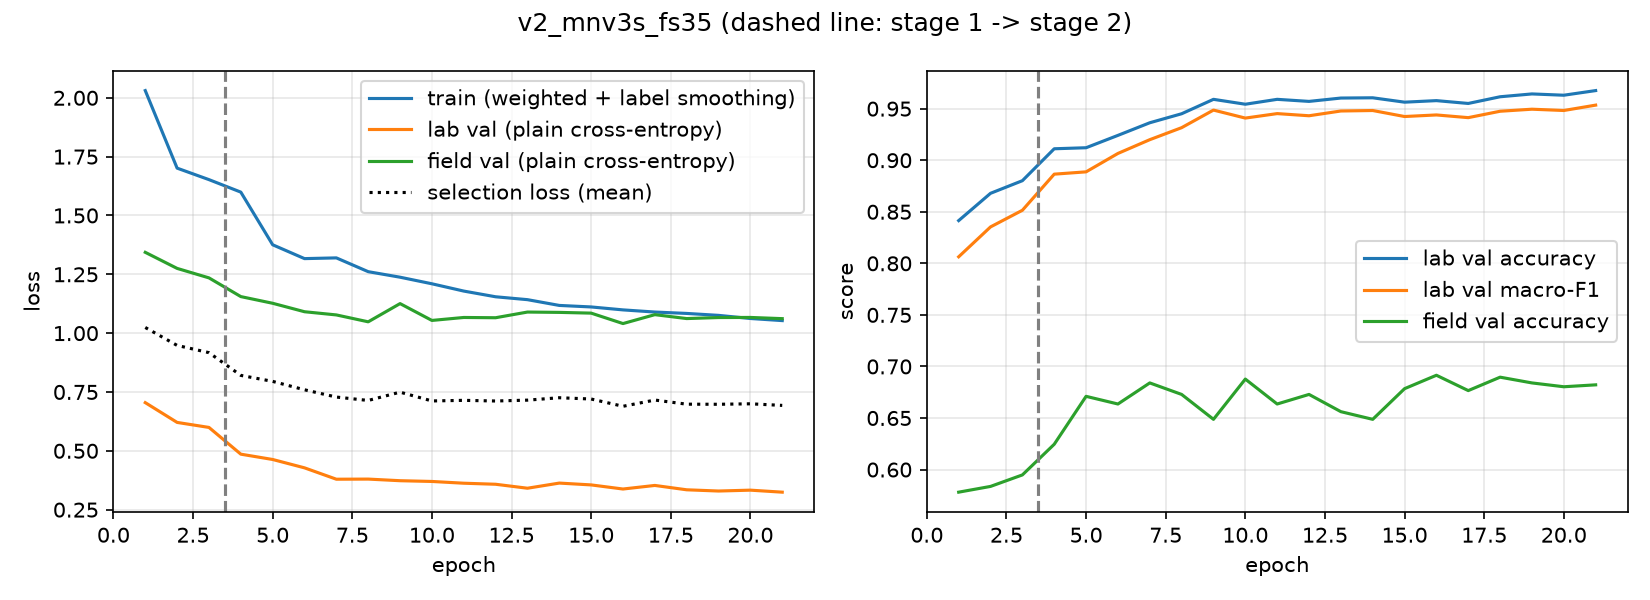 v2_mnv3s_fs35 (dashed line: stage 1 -> stage 2)
loss
2.00
1.75
1.50
1.25
1.00
0.75
0.50
0.25
train (weighted + label smoothing)
lab val (plain cross-entropy)
field val (plain cross-entropy)
selection loss (mean)
0.0 2.5 5.0 7.5 10.0 12.5 15.0 17.5 20.0
epoch
score
0.95
0.90
0.85
0.80
0.75
0.70
0.65
0.60
lab val accuracy
lab val macro-F1
field val accuracy
0.0 2.5 5.0 7.5 10.0 12.5 15.0 17.5 20.0
epoch